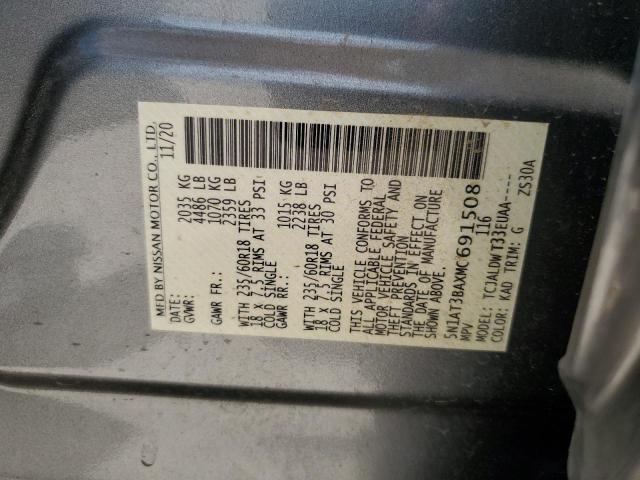 MFD BY NISSAN MOTOR CO., LTD
DATE: 11/20
GVWR: 2035 KG
4486 LB
GAWR FR.: 1070 KG
2359 LB
WITH 235/60R18 TIRES
18 X 7.5 RIMS AT 33 PSI
COLD SINGLE
GAWR RR.: 1015 KG
2238 LB
WITH 235/60R18 TIRES
18 X 7.5 RIMS AT 30 PSI
COLD SINGLE
THIS VEHICLE CONFORMS TO
ALL APPLICABLE FEDERAL
MOTOR VEHICLE SAFETY AND
THEFT PREVENTION
STANDARDS IN EFFECT ON
THE DATE OF MANUFACTURE
SHOWN ABOVE.
5N1AT3BAXMC691508
MPV 116
MODEL: TCJALDWT33EUAA-----
COLOR: KAD TRIM: G ZS30A